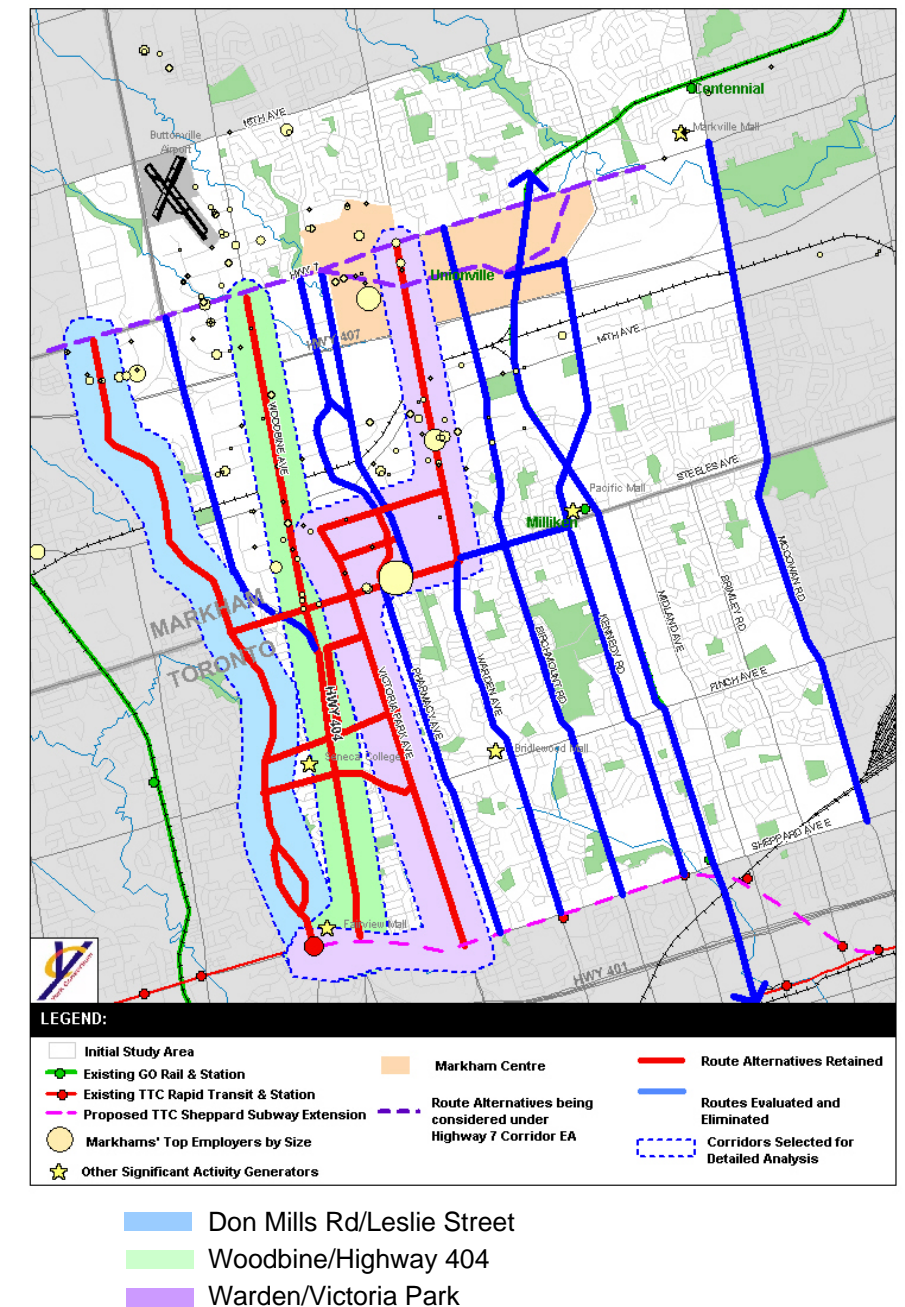 Centennial
Markville Mall
16TH AVE
Buttonville
Airport
HWY 7
Unionville
HWY 407
14TH AVE
WOODBINE AVE
STEELES AVE
Pacific Mall
Milliken
MCCOWAN RD
MARKHAM
TORONTO
MIDLAND AVE
BRIMLEY RD
KENNEDY RD
BIRCHMOUNT RD
WARDEN AVE
PHARMACY AVE
VICTORIA PARK AVE
HWY 404
FINCH AVE E
Seneca College
Bridlewood Mall
SHEPPARD AVE E
Fairview Mall
HWY 401
York Consortium
LEGEND:
Initial Study Area
Existing GO Rail & Station
Existing TTC Rapid Transit & Station
Proposed TTC Sheppard Subway Extension
Markhams' Top Employers by Size
Other Significant Activity Generators
Markham Centre
Route Alternatives being
considered under
Highway 7 Corridor EA
Route Alternatives Retained
Routes Evaluated and
Eliminated
Corridors Selected for
Detailed Analysis
Don Mills Rd/Leslie Street
Woodbine/Highway 404
Warden/Victoria Park